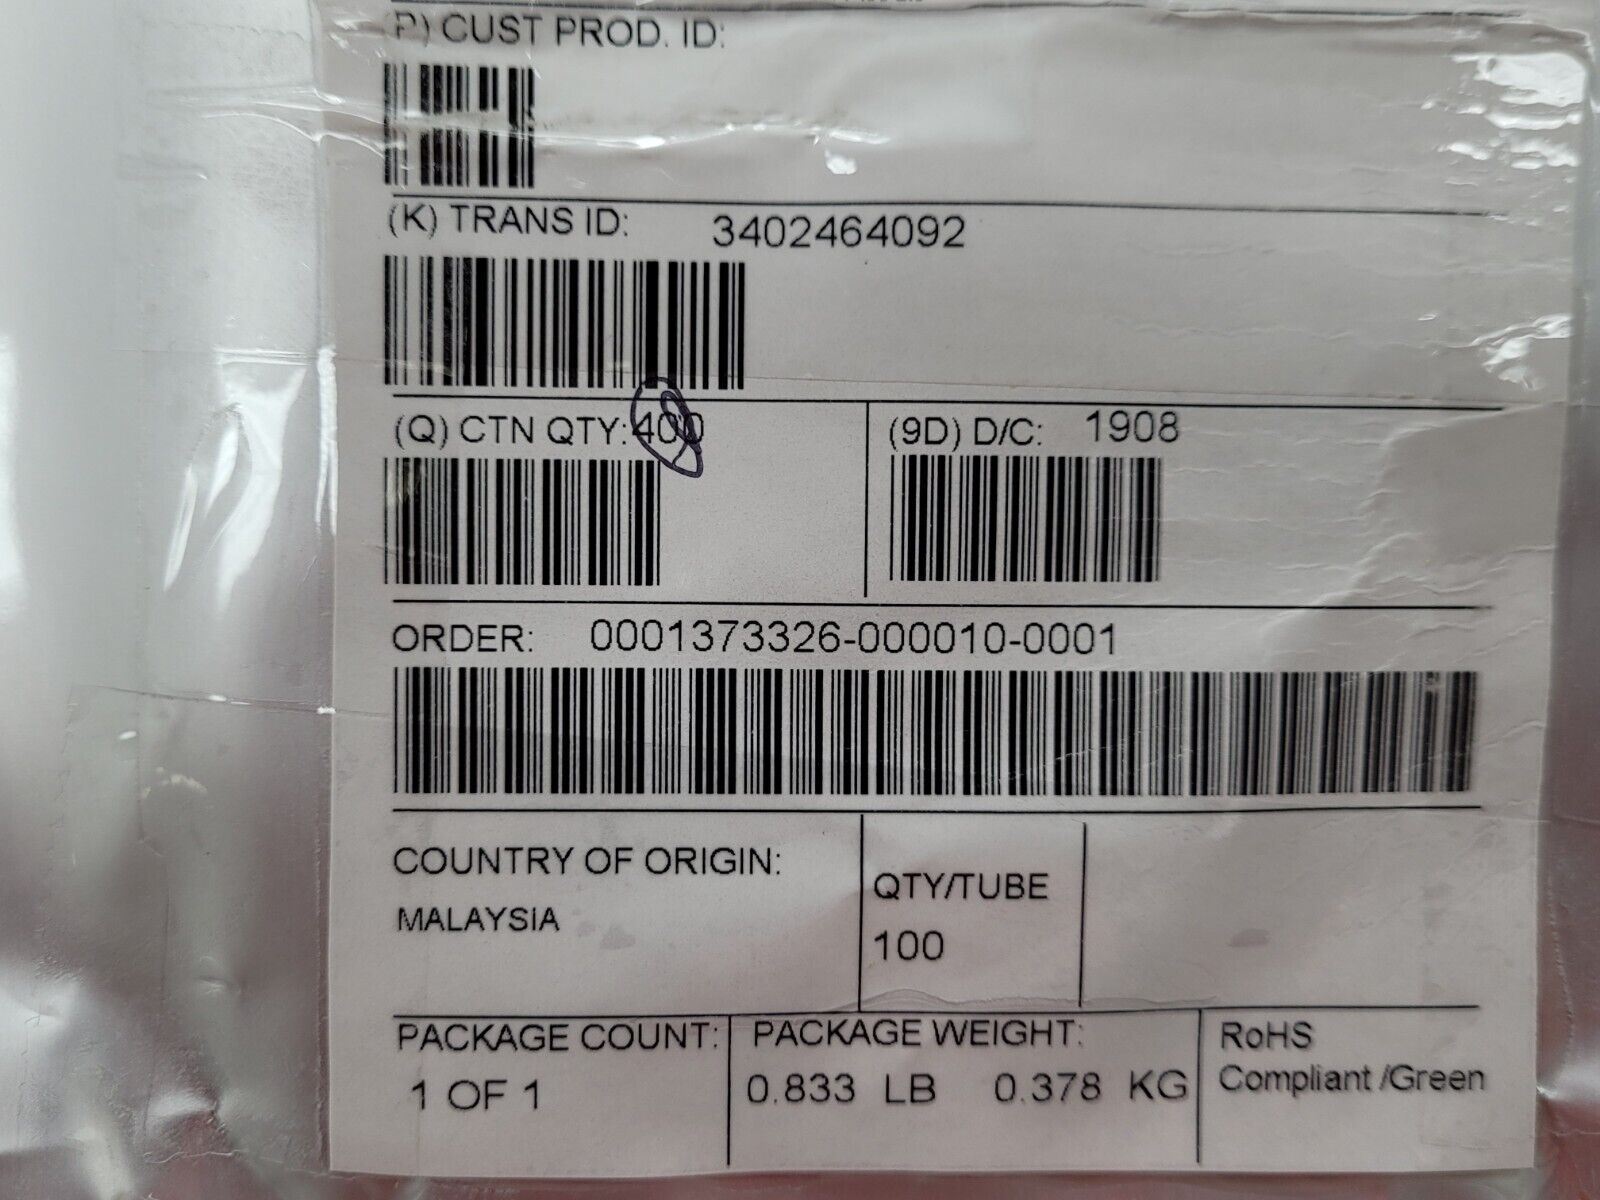 (P) CUST PROD. ID:
(K) TRANS ID: 3402464092
(Q) CTN QTY: 400
(9D) D/C: 1908
ORDER: 0001373326-000010-0001
COUNTRY OF ORIGIN:
MALAYSIA
QTY/TUBE
100
PACKAGE COUNT:
1 OF 1
PACKAGE WEIGHT:
0.833 LB 0.378 KG
RoHS
Compliant /Green